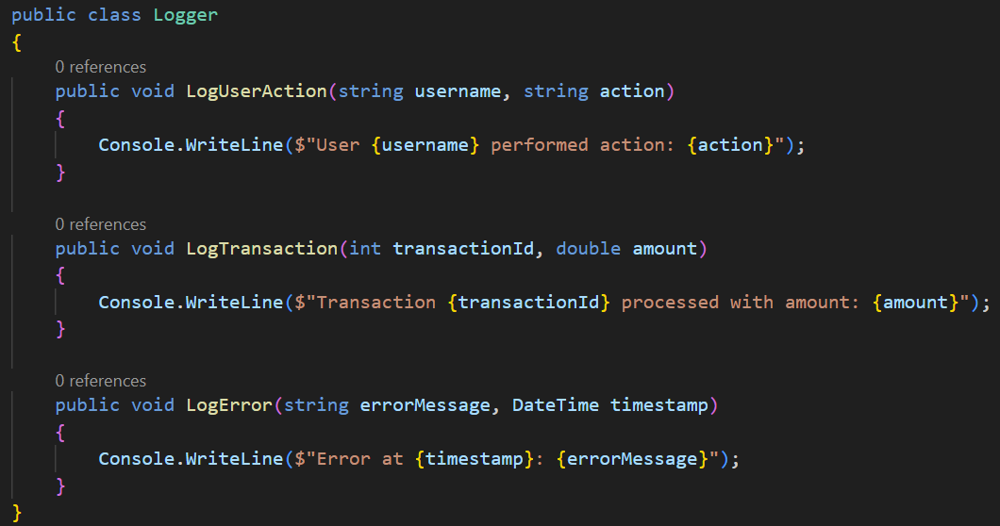 public class Logger
{
0 references
public void LogUserAction(string username, string action)
{
Console.WriteLine($"User {username} performed action: {action}");
}
0 references
public void LogTransaction(int transactionId, double amount)
{
Console.WriteLine($"Transaction {transactionId} processed with amount: {amount}");
}
0 references
public void LogError(string errorMessage, DateTime timestamp)
{
Console.WriteLine($"Error at {timestamp}: {errorMessage}");
}
}